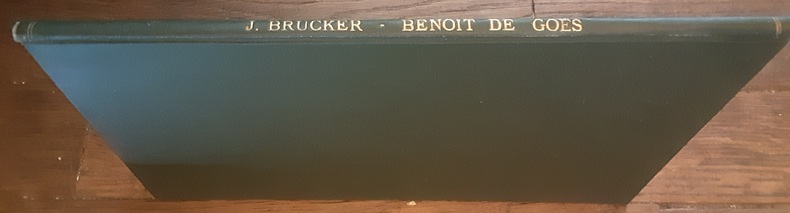 J. BRUCKER - BENOIT DE GOES